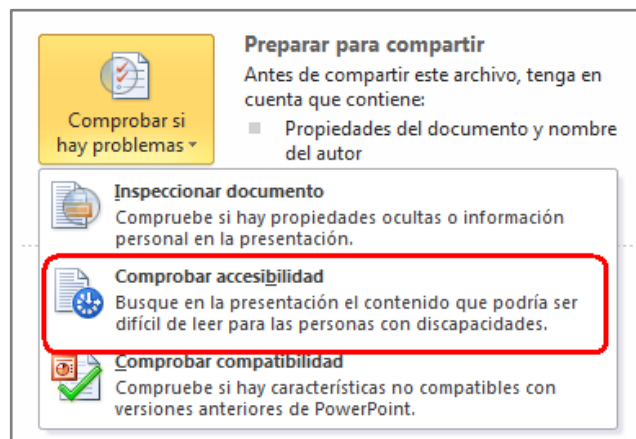 Preparar para compartir
Antes de compartir este archivo, tenga en
cuenta que contiene:
Propiedades del documento y nombre
del autor
Comprobar si
hay problemas
Inspeccionar documento
Compruebe si hay propiedades ocultas o información
personal en la presentación.
Comprobar accesibilidad
Busque en la presentación el contenido que podría ser
difícil de leer para las personas con discapacidades.
Comprobar compatibilidad
Compruebe si hay características no compatibles con
versiones anteriores de PowerPoint.